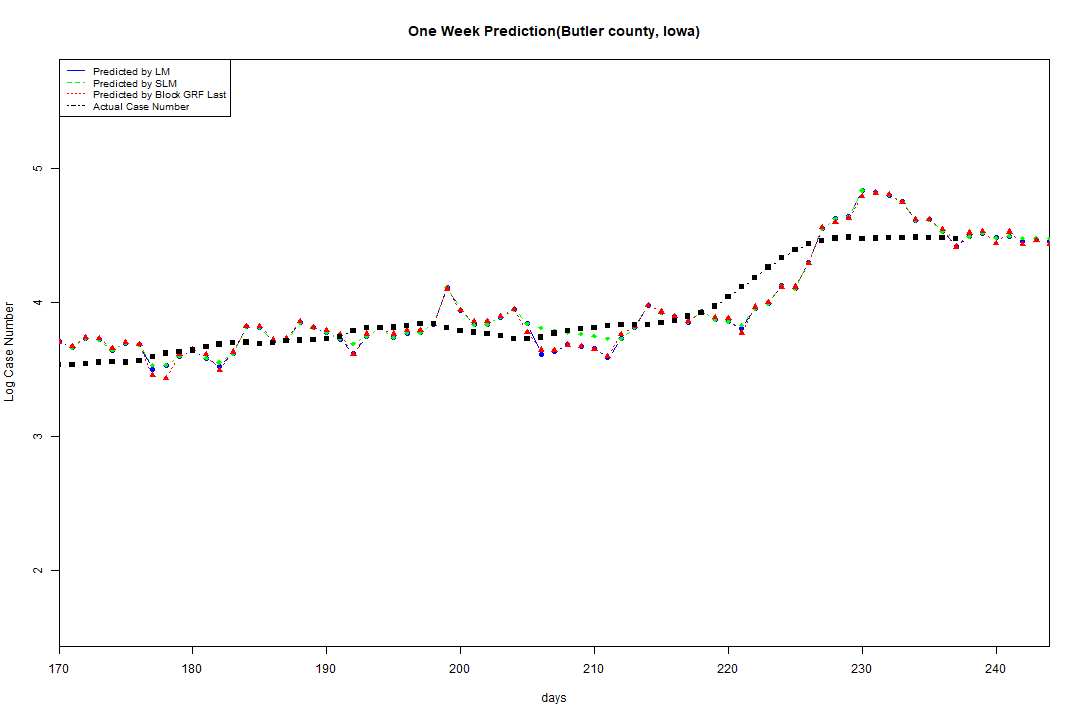 One Week Prediction(Butler county, Iowa)
Predicted by LM
Predicted by SLM
Predicted by Block GRF Last
Actual Case Number
5
4
3
2
Log Case Number
170 180 190 200 210 220 230 240
days